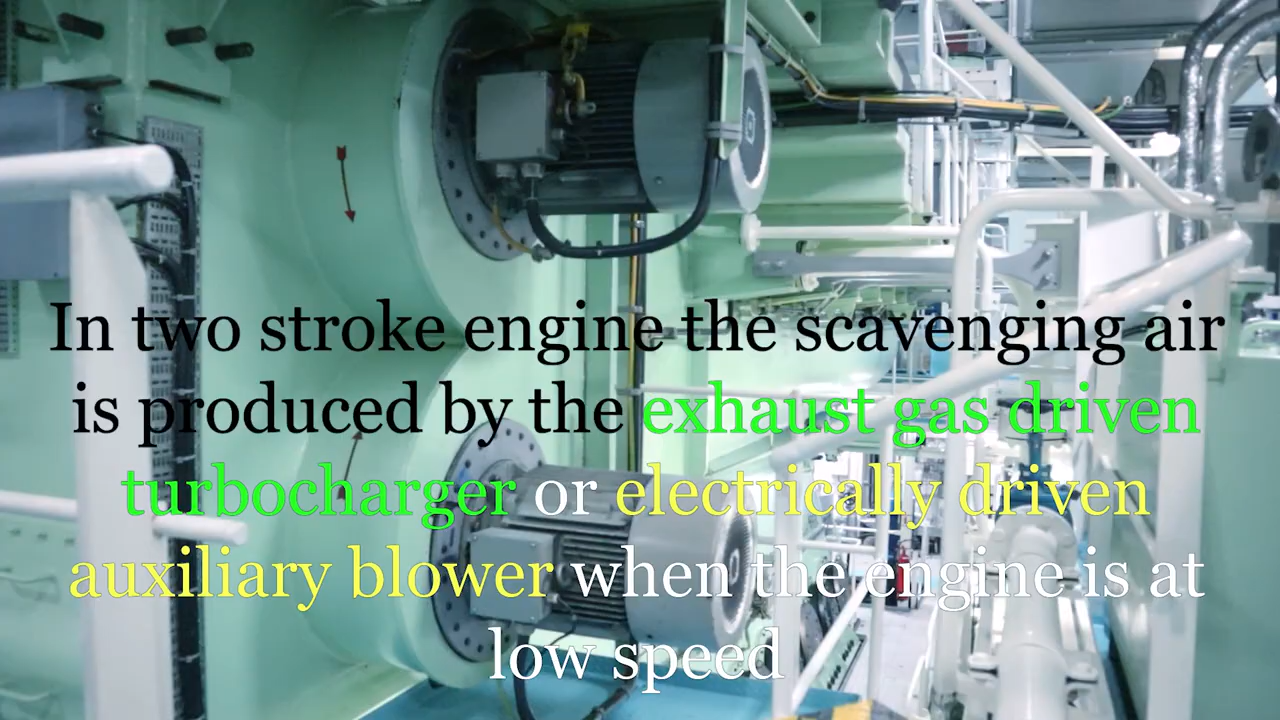 In two stroke engine the scavenging air
is produced by the exhaust gas driven
turbocharger or electrically driven
auxiliary blower when the engine is at
low speed